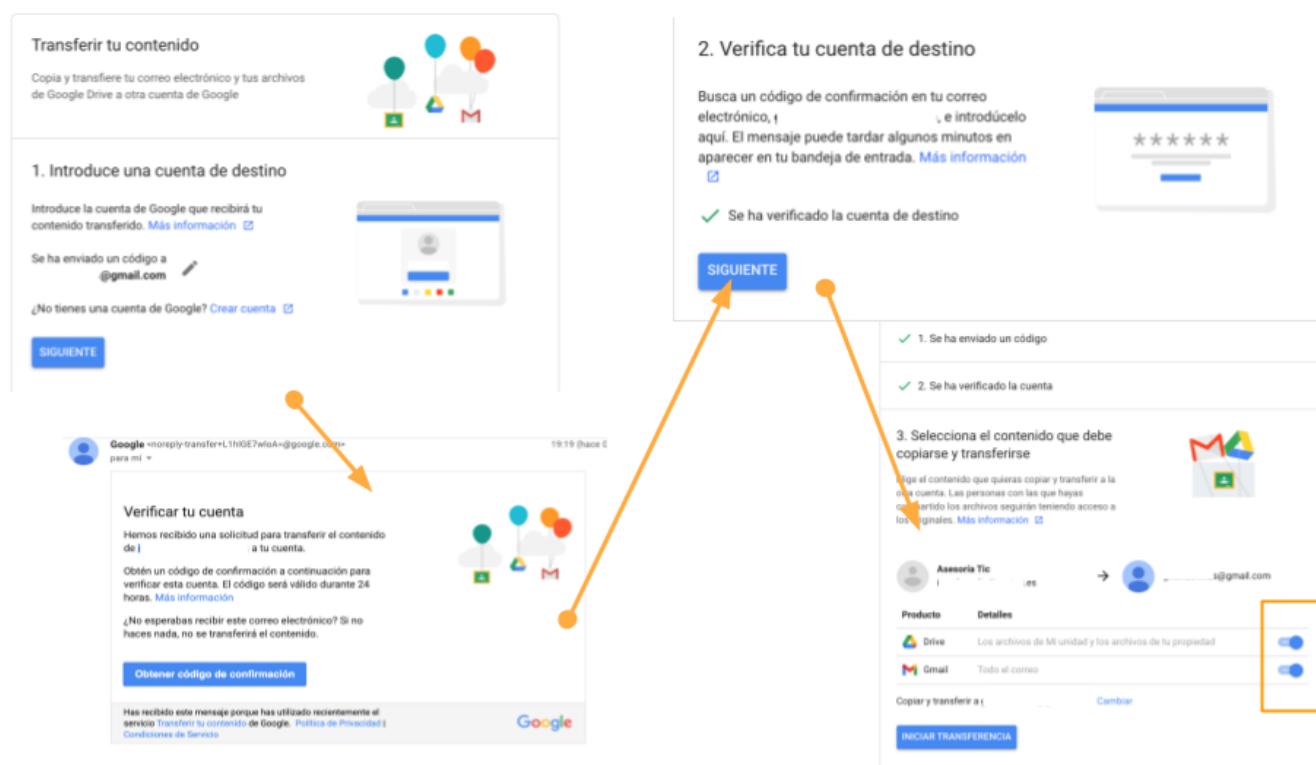 Transferir tu contenido
Copia y transfiere tu correo electrónico y tus archivos
de Google Drive a otra cuenta de Google
1. Introduce una cuenta de destino
Introduce la cuenta de Google que recibirá tu
contenido transferido. Más información
Se ha enviado un código a
@gmail.com
¿No tienes una cuenta de Google? Crear cuenta
SIGUIENTE
Google <noreply-transfer+L1hIGE7wIoA=@google.com>
19:19 (hace
para mí
Verificar tu cuenta
Hemos recibido una solicitud para transferir el contenido
de a tu cuenta.
Obtén un código de confirmación a continuación para
verificar esta cuenta. El código será válido durante 24
horas. Más información
¿No esperabas recibir este correo electrónico? Si no
haces nada, no se transferirá el contenido.
Obtener código de confirmación
Has recibido este mensaje porque has utilizado recientemente el
servicio Transferir tu contenido de Google. Política de Privacidad |
Condiciones de Servicio
Google
2. Verifica tu cuenta de destino
Busca un código de confirmación en tu correo
electrónico, , e introdúcelo
aquí. El mensaje puede tardar algunos minutos en
aparecer en tu bandeja de entrada. Más información
******
Se ha verificado la cuenta de destino
SIGUIENTE
1. Se ha enviado un código
2. Se ha verificado la cuenta
3. Selecciona el contenido que debe
copiarse y transferirse
Elige el contenido que quieras copiar y transferir a la
otra cuenta. Las personas con las que hayas
compartido los archivos seguirán teniendo acceso a
los originales. Más información
Asesoría Tic
.es
s@gmail.com
Producto Detalles
Drive Los archivos de Mi unidad y los archivos de tu propiedad
Gmail Todo el correo
Copiar y transferir a Cambiar
INICIAR TRANSFERENCIA